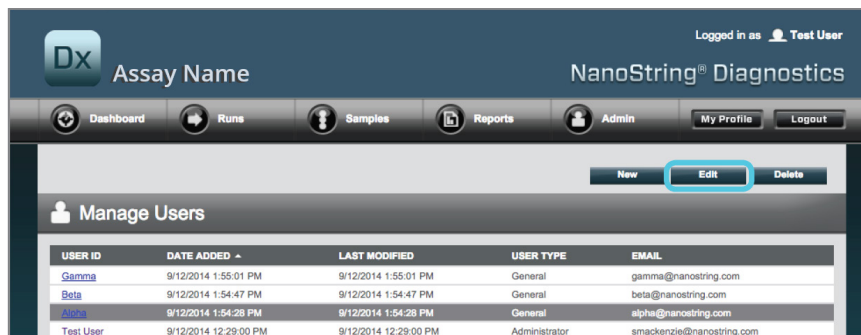 Logged in as Test User
Dx Assay Name NanoString® Diagnostics
Dashboard Runs Samples Reports Admin My Profile Logout
New Edit Delete
Manage Users
USER ID DATE ADDED LAST MODIFIED USER TYPE EMAIL
Gamma 9/12/2014 1:55:01 PM 9/12/2014 1:55:01 PM General gamma@nanostring.com
Beta 9/12/2014 1:54:47 PM 9/12/2014 1:54:47 PM General beta@nanostring.com
Alpha 9/12/2014 1:54:28 PM 9/12/2014 1:54:28 PM General alpha@nanostring.com
Test User 9/12/2014 12:29:00 PM 9/12/2014 12:29:00 PM Administrator smackenzie@nanostring.com